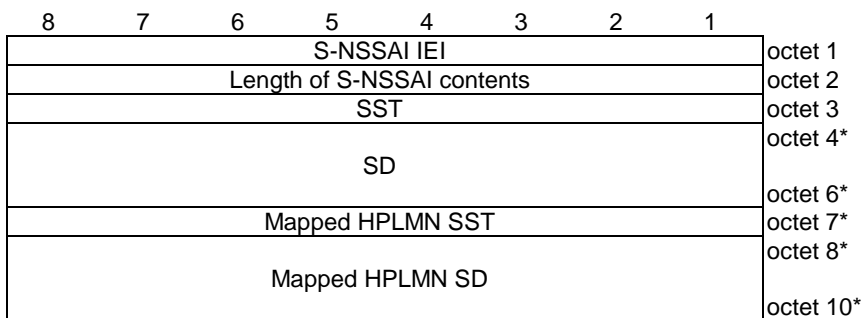 8 7 6 5 4 3 2 1
S-NSSAI IEI octet 1
Length of S-NSSAI contents octet 2
SST octet 3
octet 4*
SD
octet 6*
Mapped HPLMN SST octet 7*
octet 8*
Mapped HPLMN SD
octet 10*